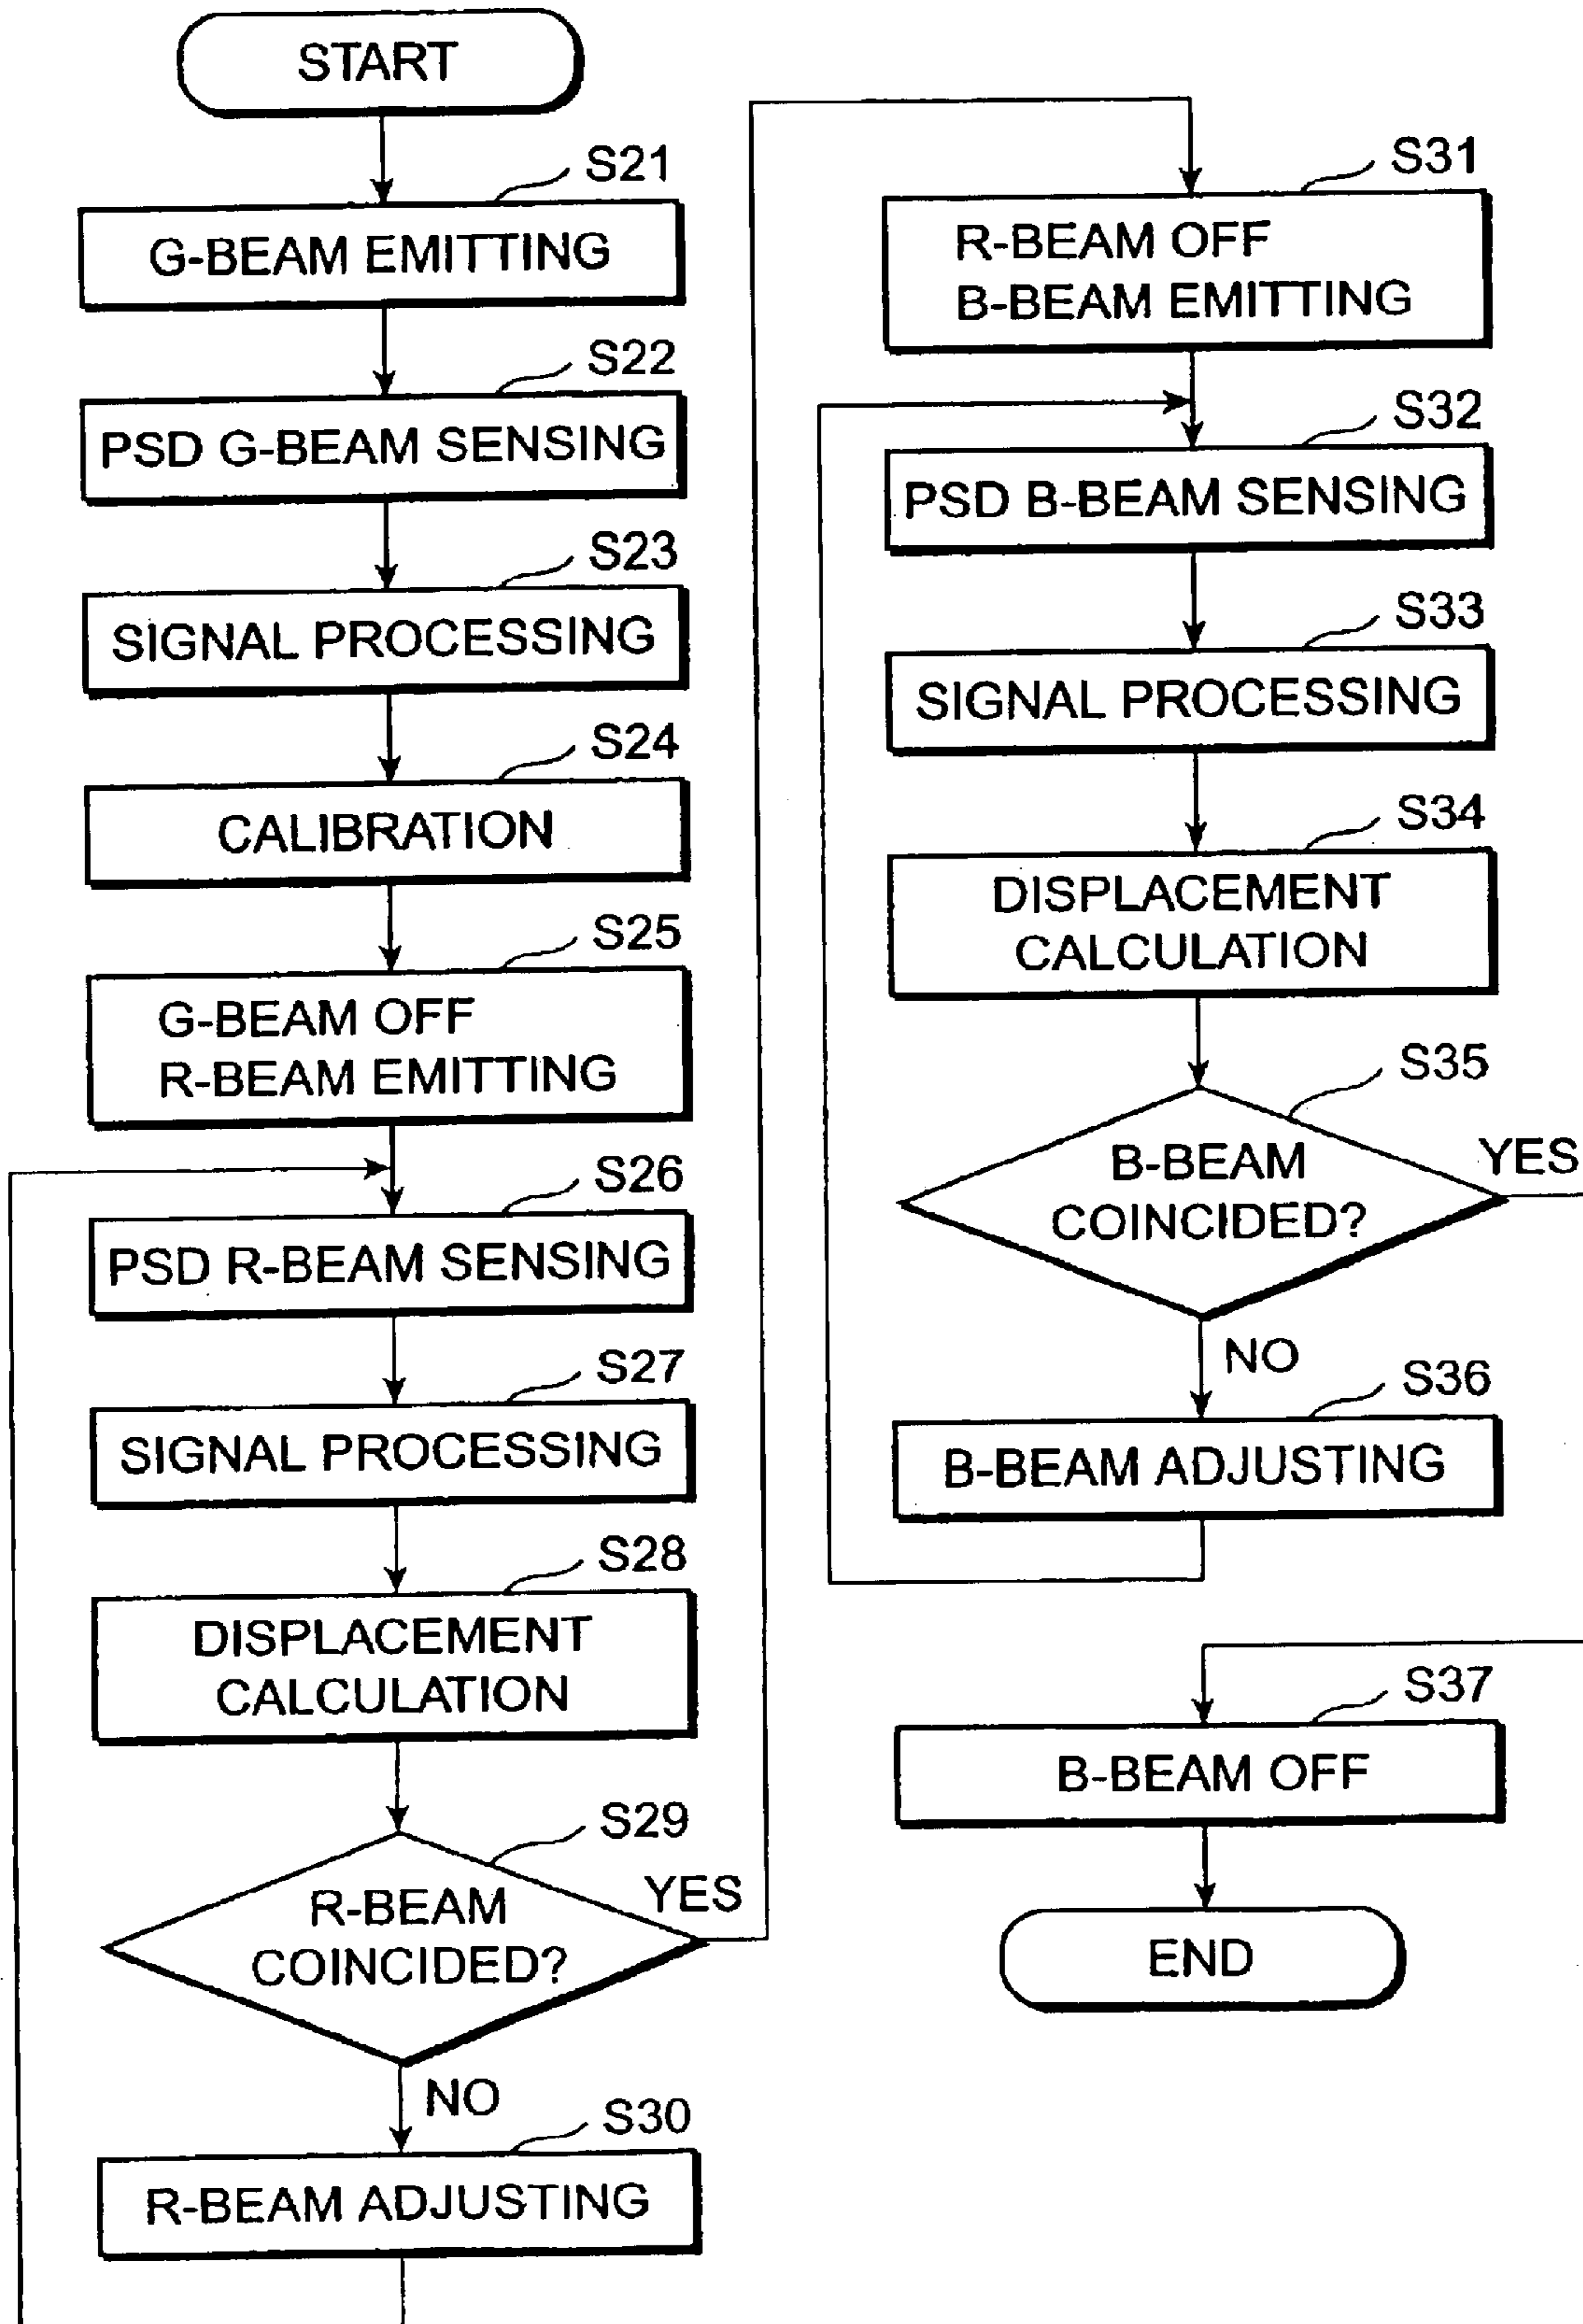 START
S21
G-BEAM EMITTING
S22
PSD G-BEAM SENSING
S23
SIGNAL PROCESSING
S24
CALIBRATION
S25
G-BEAM OFF
R-BEAM EMITTING
S26
PSD R-BEAM SENSING
S27
SIGNAL PROCESSING
S28
DISPLACEMENT
CALCULATION
S29
R-BEAM
COINCIDED?
YES
NO
S30
R-BEAM ADJUSTING
S31
R-BEAM OFF
B-BEAM EMITTING
S32
PSD B-BEAM SENSING
S33
SIGNAL PROCESSING
S34
DISPLACEMENT
CALCULATION
S35
B-BEAM
COINCIDED?
YES
NO
S36
B-BEAM ADJUSTING
S37
B-BEAM OFF
END